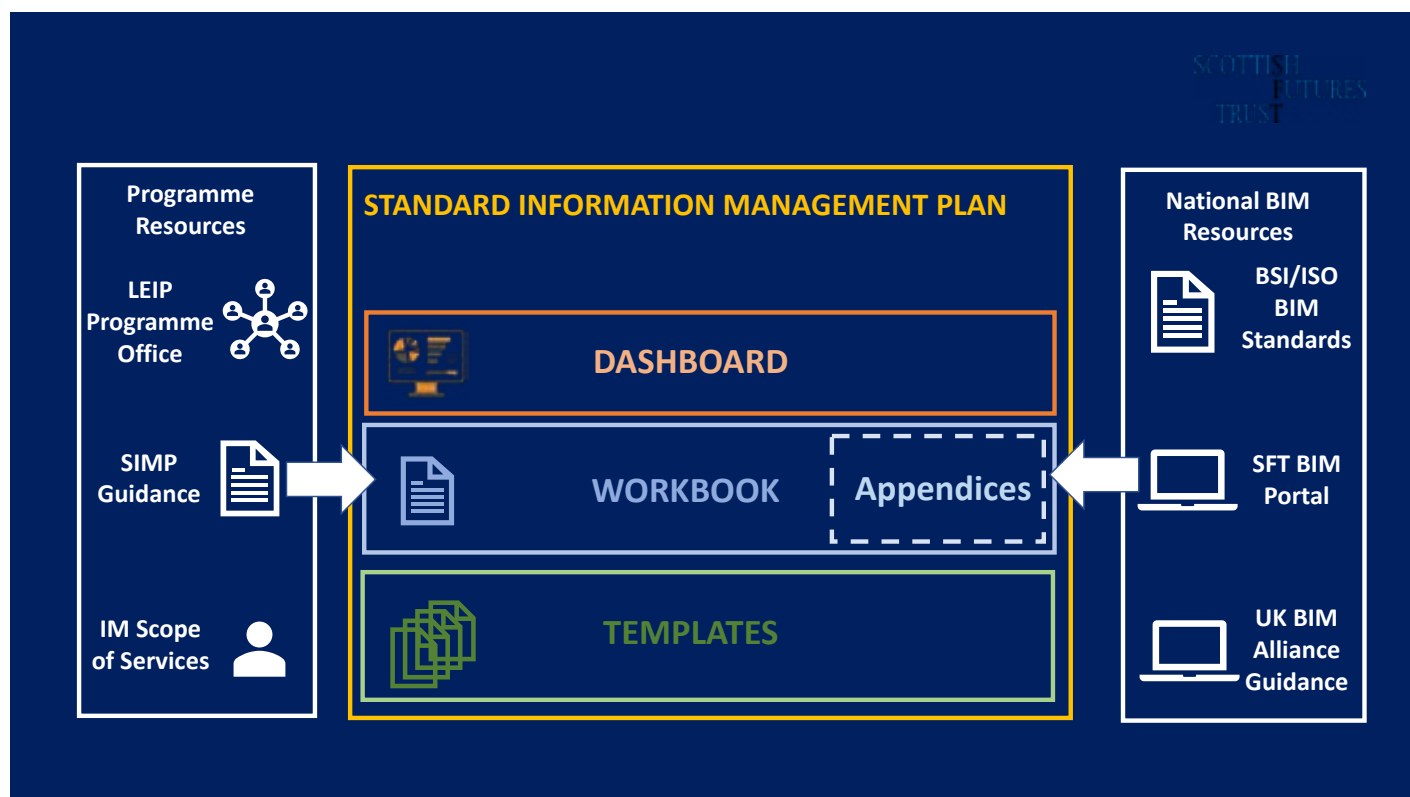 SCOTTISH
FUTURES
TRUST
Programme
Resources
LEIP
Programme
Office
SIMP
Guidance
IM Scope
of Services
STANDARD INFORMATION MANAGEMENT PLAN
DASHBOARD
WORKBOOK
Appendices
TEMPLATES
National BIM
Resources
BSI/ISO
BIM
Standards
SFT BIM
Portal
UK BIM
Alliance
Guidance